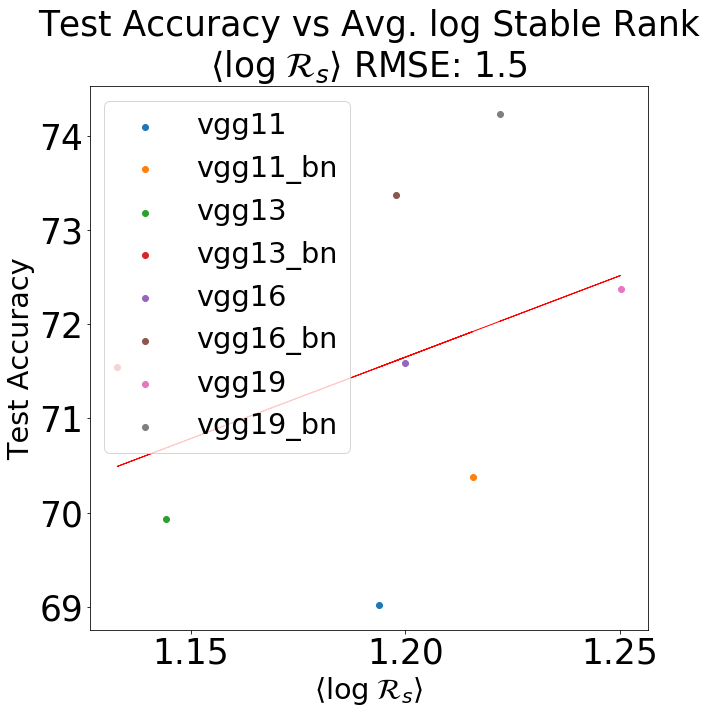 Test Accuracy vs Avg. log Stable Rank
⟨log ℛₛ⟩ RMSE: 1.5
vgg11
vgg11_bn
vgg13
vgg13_bn
vgg16
vgg16_bn
vgg19
vgg19_bn
74
73
72
71
70
69
Test Accuracy
1.15 1.20 1.25
⟨log ℛₛ⟩